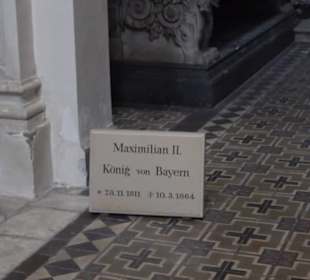 Maximilian II.
König von Bayern
* 28.11.1811. ✝ 10.3.1864